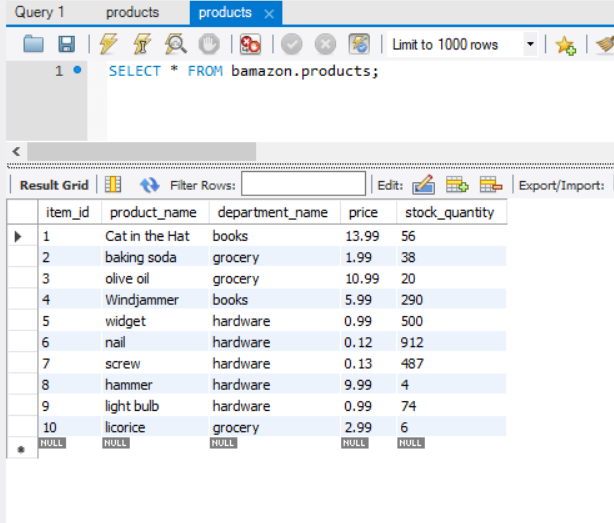 Query 1 products products ×
Limit to 1000 rows
1 SELECT * FROM bamazon.products;
Result Grid Filter Rows: Edit: Export/Import:
item_id product_name department_name price stock_quantity
1 Cat in the Hat books 13.99 56
2 baking soda grocery 1.99 38
3 olive oil grocery 10.99 20
4 Windjammer books 5.99 290
5 widget hardware 0.99 500
6 nail hardware 0.12 912
7 screw hardware 0.13 487
8 hammer hardware 9.99 4
9 light bulb hardware 0.99 74
10 licorice grocery 2.99 6
NULL NULL NULL NULL NULL